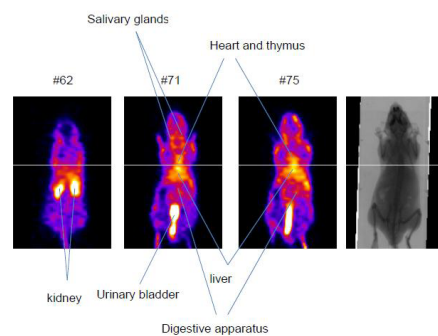 Salivary glands
Heart and thymus
#62
#71
#75
kidney
Urinary bladder
liver
Digestive apparatus